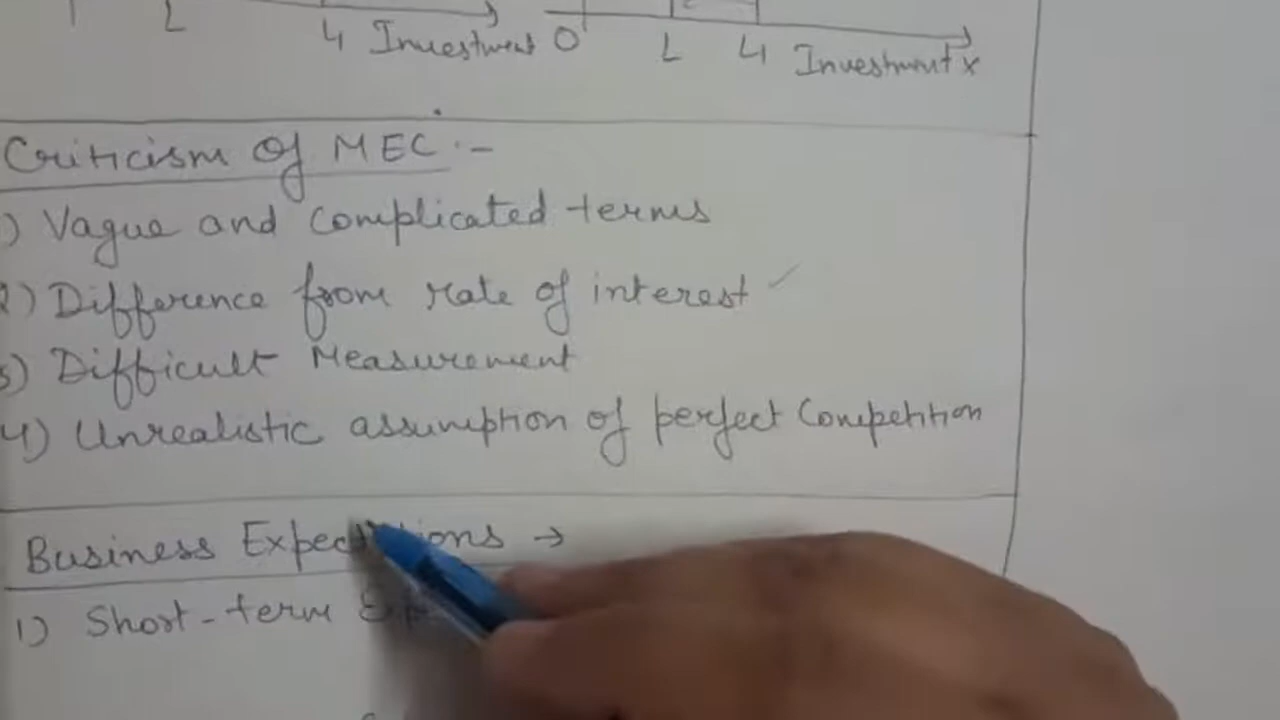 L 4 Investment O L L1 Investment x
Criticism of MEC :-
) Vague and Complicated terms
2) Difference from rate of interest
3) Difficult Measurement
4) Unrealistic assumption of perfect Competition
Business Expectations →
1) Short-term